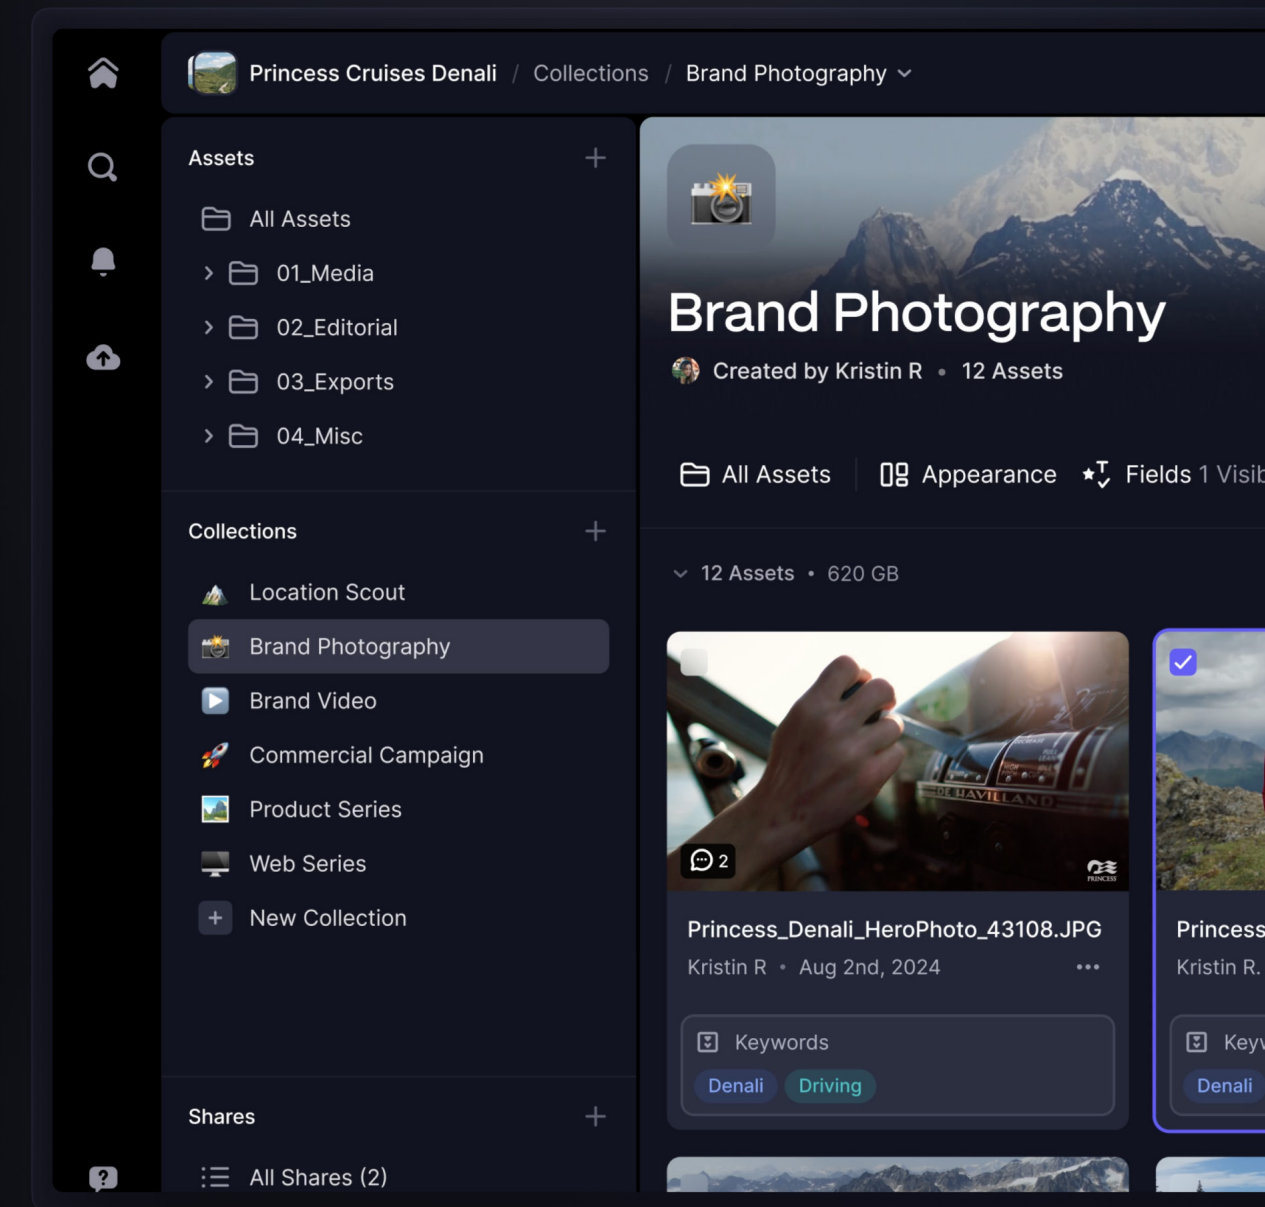 Princess Cruises Denali / Collections / Brand Photography
Assets
All Assets
01_Media
02_Editorial
03_Exports
04_Misc
Collections
Location Scout
Brand Photography
Brand Video
Commercial Campaign
Product Series
Web Series
New Collection
Shares
All Shares (2)
Brand Photography
Created by Kristin R • 12 Assets
All Assets
Appearance
Fields 1 Visib
12 Assets • 620 GB
DE HAVILLAND
2
PRINCESS
Princess_Denali_HeroPhoto_43108.JPG
Kristin R • Aug 2nd, 2024
Keywords
Denali
Driving
Princess
Kristin R.
Keyw
Denali